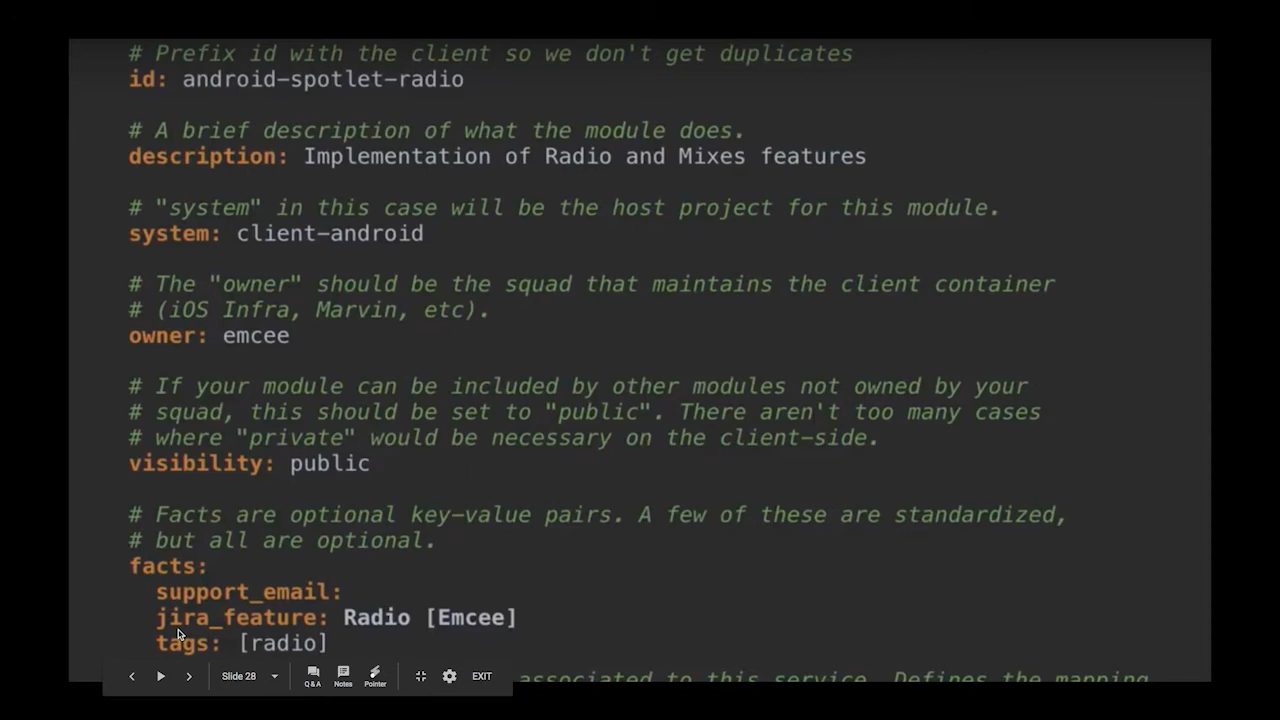 # Prefix id with the client so we don't get duplicates
id: android-spotlet-radio
# A brief description of what the module does.
description: Implementation of Radio and Mixes features
# "system" in this case will be the host project for this module.
system: client-android
# The "owner" should be the squad that maintains the client container
# (iOS Infra, Marvin, etc).
owner: emcee
# If your module can be included by other modules not owned by your
# squad, this should be set to "public". There aren't too many cases
# where "private" would be necessary on the client-side.
visibility: public
# Facts are optional key-value pairs. A few of these are standardized,
# but all are optional.
facts:
support_email:
jira_feature: Radio [Emcee]
tags: [radio]
associated to this service. Defines the mapping
Slide 28
Q&A Notes Pointer
EXIT